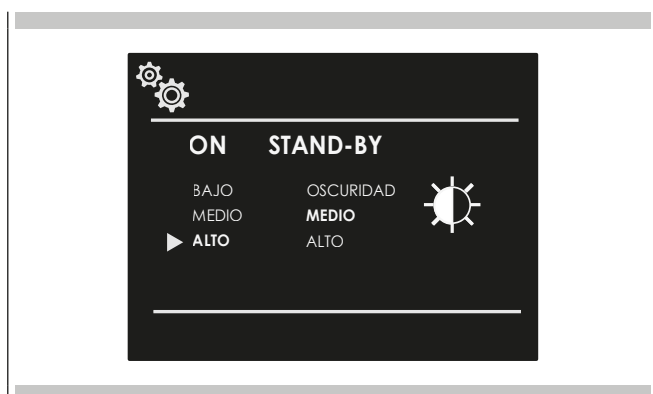 ON STAND-BY
BAJO OSCURIDAD
MEDIO MEDIO
ALTO ALTO